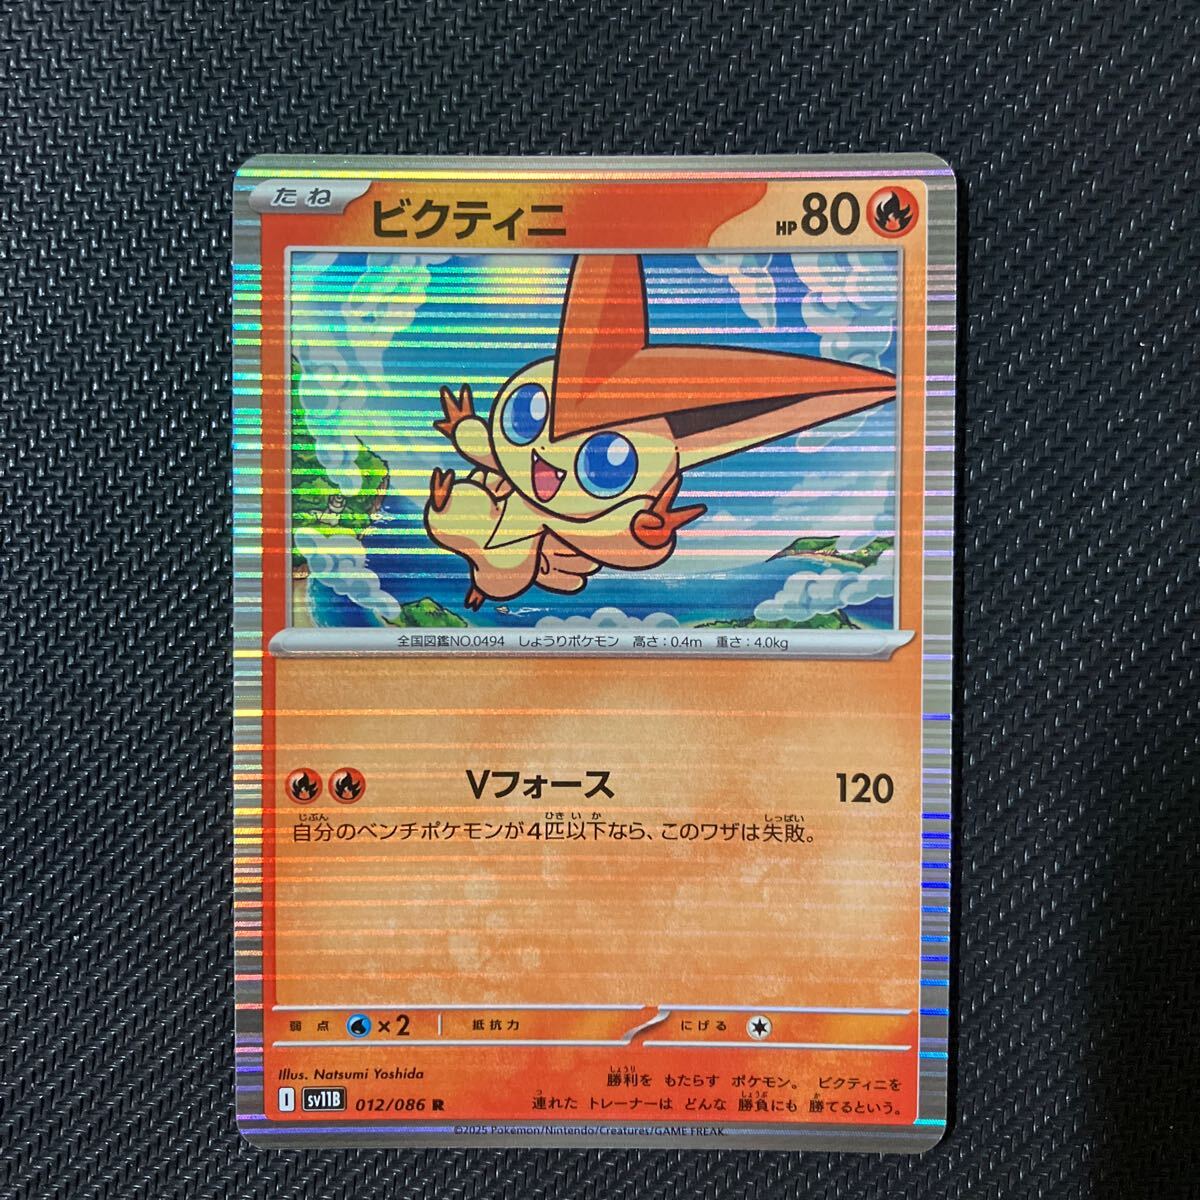 たね ビクティニ HP80
全国図鑑NO.0494 しょうりポケモン 高さ:0.4m 重さ:4.0kg
Vフォース 120
じぶん ひきいか しっぱい
自分のベンチポケモンが4匹以下なら、このワザは失敗。
弱点 ×2 抵抗力 にげる
Illus. Natsumi Yoshida
しょうり
勝利を もたらす ポケモン。 ビクティニを
つ しょうぶ か
連れた トレーナーは どんな 勝負にも 勝てるという。
I sv11B 012/086 R
©2025 Pokémon/Nintendo/Creatures/GAME FREAK.